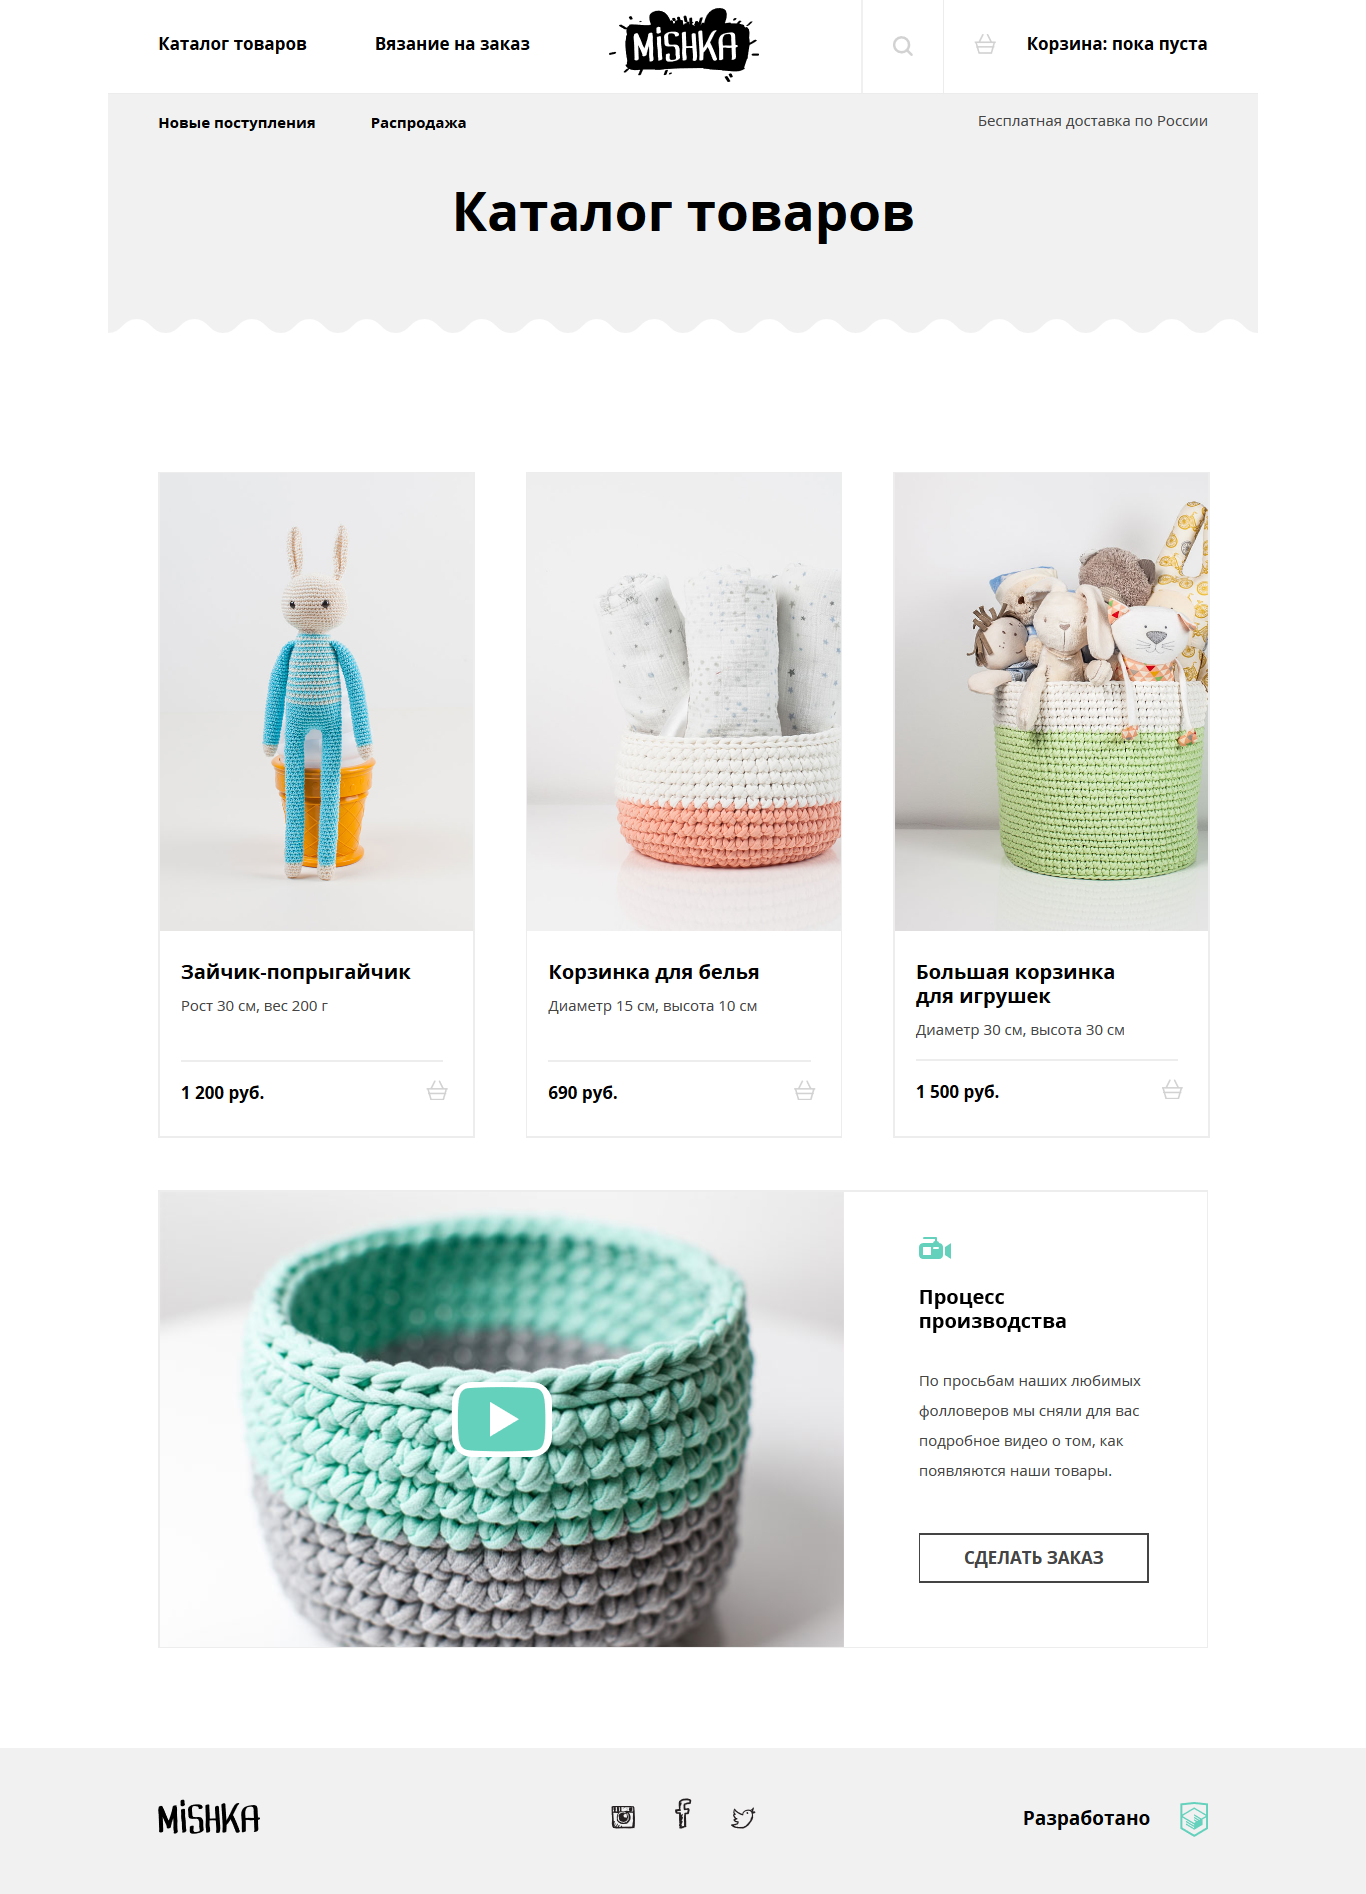 Каталог товаров
Вязание на заказ
MiSHKA
Корзина: пока пуста
Новые поступления
Распродажа
Бесплатная доставка по России
Каталог товаров
Зайчик-попрыгайчик
Рост 30 см, вес 200 г
1 200 руб.
Корзинка для белья
Диаметр 15 см, высота 10 см
690 руб.
Большая корзинка
для игрушек
Диаметр 30 см, высота 30 см
1 500 руб.
Процесс
производства
По просьбам наших любимых
фолловеров мы сняли для вас
подробное видео о том, как
появляются наши товары.
СДЕЛАТЬ ЗАКАЗ
MiSHKA
Разработано